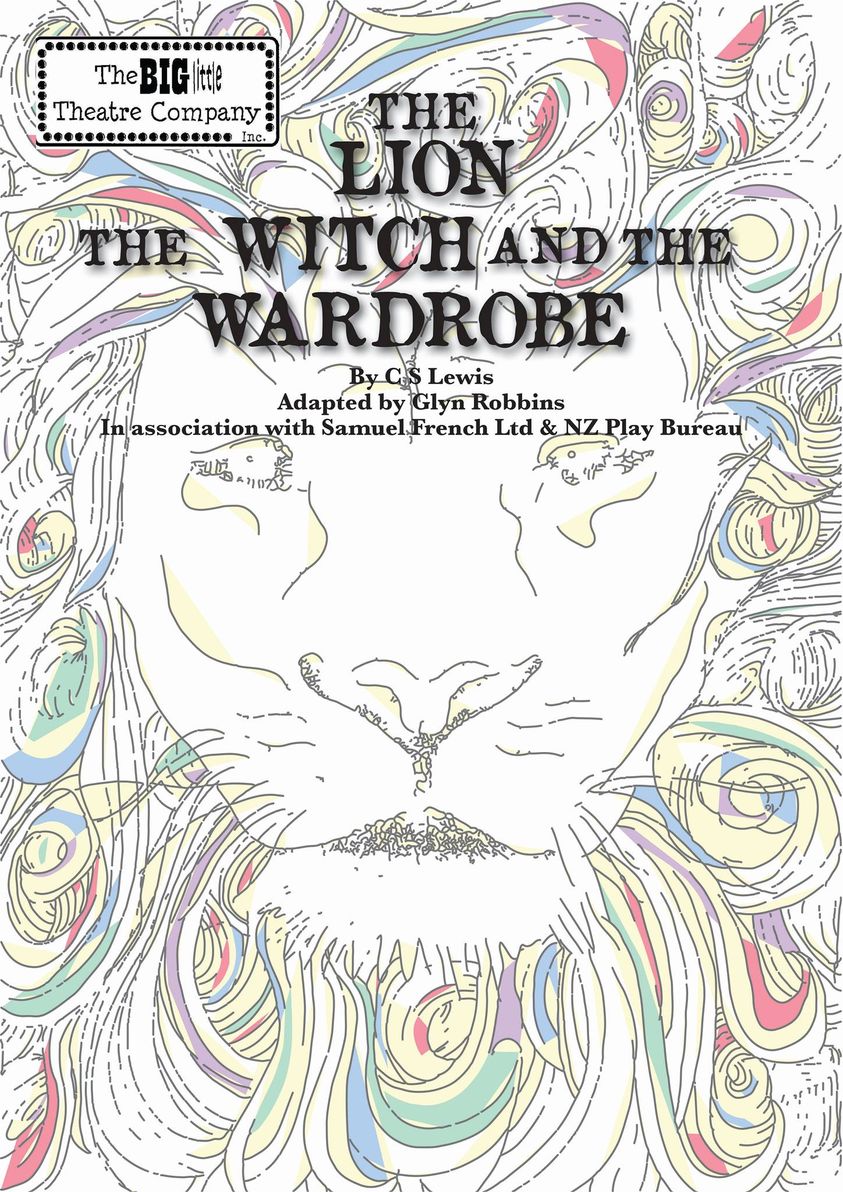 The BIG little
Theatre Company
Inc.
THE
LION
THE WITCH AND THE
WARDROBE
By C S Lewis
Adapted by Glyn Robbins
In association with Samuel French Ltd & NZ Play Bureau